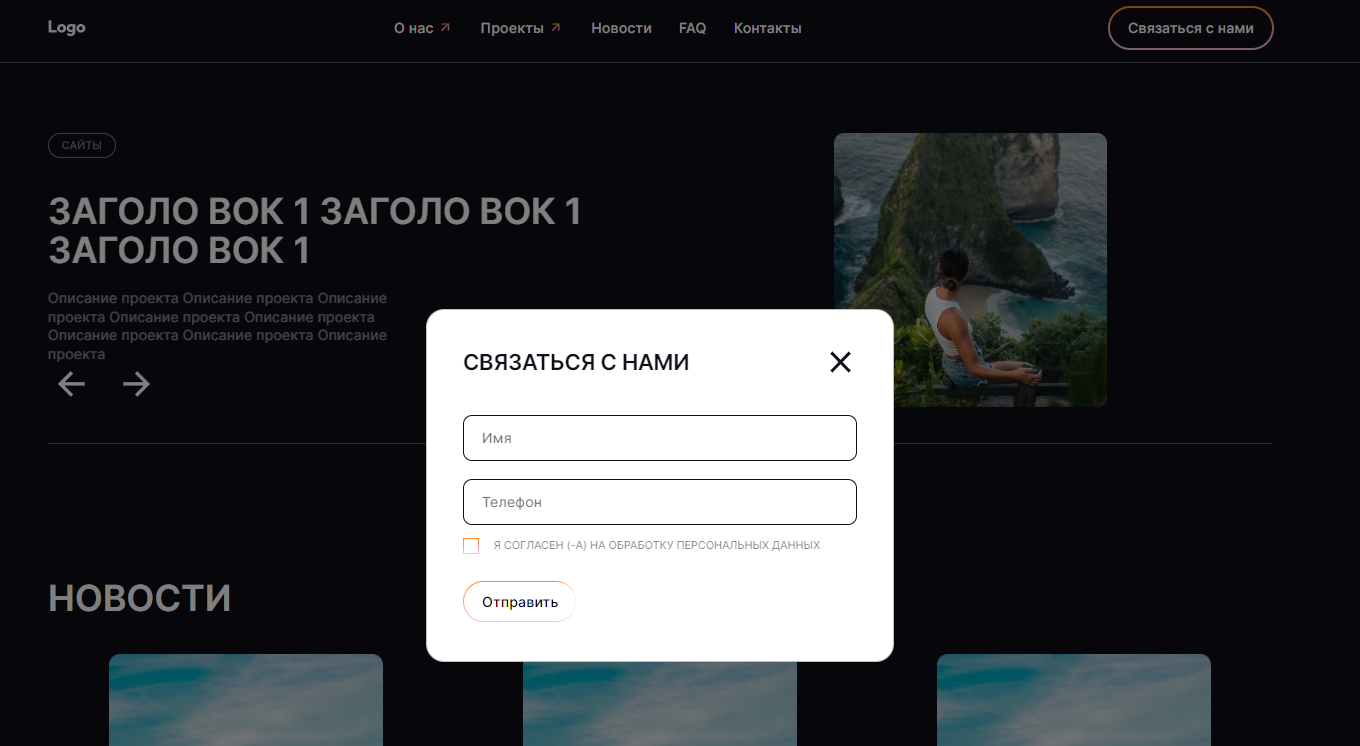 Logo
О нас
Проекты
Новости
FAQ
Контакты
Связаться с нами
САЙТЫ
ЗАГОЛО ВОК 1 ЗАГОЛО ВОК 1
ЗАГОЛО ВОК 1
Описание проекта Описание проекта Описание
проекта Описание проекта Описание проекта
Описание проекта Описание проекта Описание
проекта
СВЯЗАТЬСЯ С НАМИ
Имя
Телефон
Я СОГЛАСЕН (-А) НА ОБРАБОТКУ ПЕРСОНАЛЬНЫХ ДАННЫХ
Отправить
НОВОСТИ